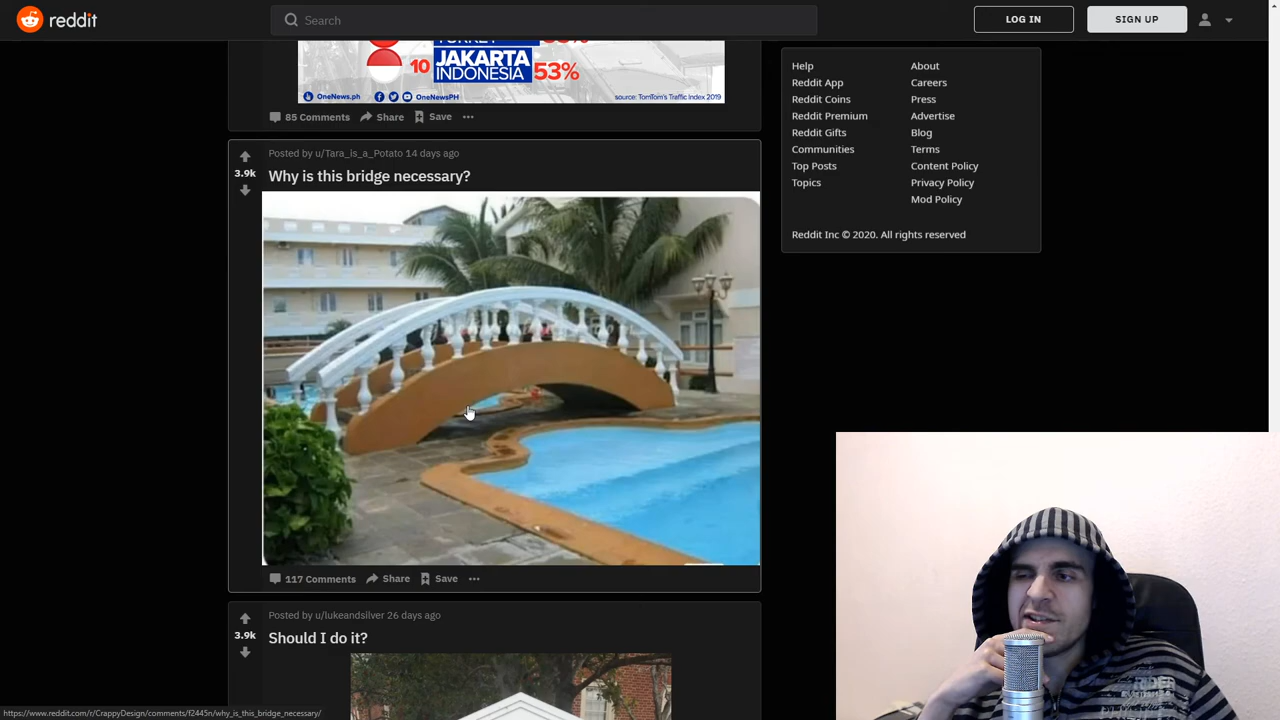 reddit
Search
LOG IN
SIGN UP
JAKARTA
10
INDONESIA
53%
OneNews.ph
OneNewsPH
source: TomTom's Traffic Index 2019
85 Comments
Share
Save
Help
About
Reddit App
Careers
Reddit Coins
Press
Reddit Premium
Advertise
Reddit Gifts
Blog
Communities
Terms
Top Posts
Content Policy
Topics
Privacy Policy
Mod Policy
Reddit Inc © 2020. All rights reserved
Posted by u/Tara_is_a_Potato 14 days ago
3.9k
Why is this bridge necessary?
117 Comments
Share
Save
Posted by u/lukeandsilver 26 days ago
3.9k
Should I do it?
https://www.reddit.com/r/CrappyDesign/comments/f2445n/why_is_this_bridge_necessary/